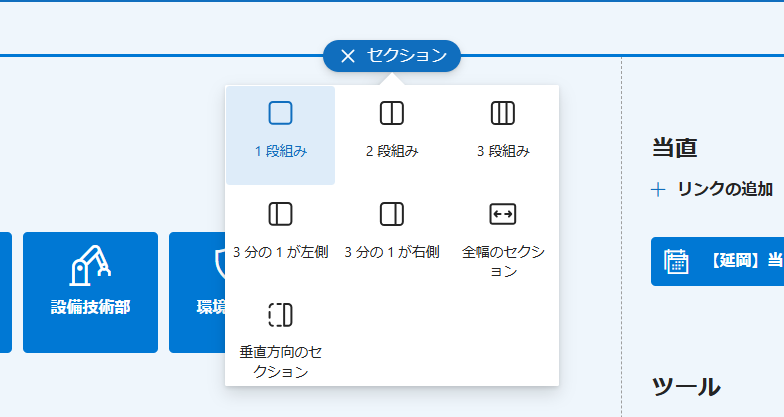 セクション
1 段組み
2 段組み
3 段組み
3 分の 1 が左側
3 分の 1 が右側
全幅のセクシ
ョン
垂直方向のセ
クション
設備技術部
環境
当直
リンクの追加
【延岡】当
ツール